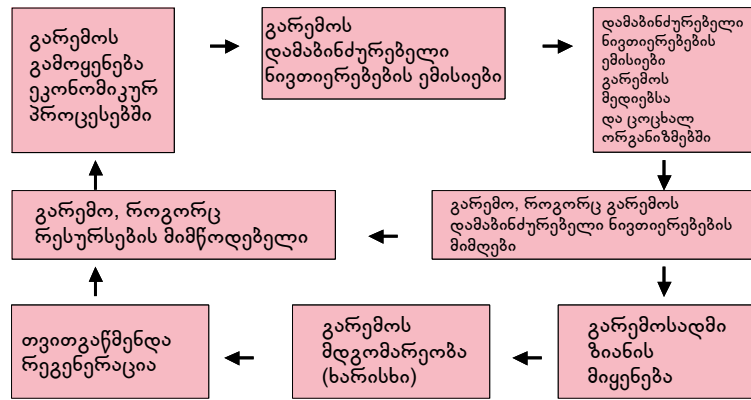 გარემოს
გამოყენება
ეკონომიკურ
პროცესებში
გარემოს
დამაბინძურებელი
ნივთიერებების ემისიები
დამაბინძურებელი
ნივთიერებების
ემისიები
გარემოს
მედიებსა
და ცოცხალ
ორგანიზმებში
გარემო, როგორც
რესურსების მიმწოდებელი
გარემო, როგორც გარემოს
დამაბინძურებელი ნივთიერებების
მიმღები
თვითგაწმენდა
რეგენერაცია
გარემოს
მდგომარეობა
(ხარისხი)
გარემოსადმი
ზიანის
მიყენება